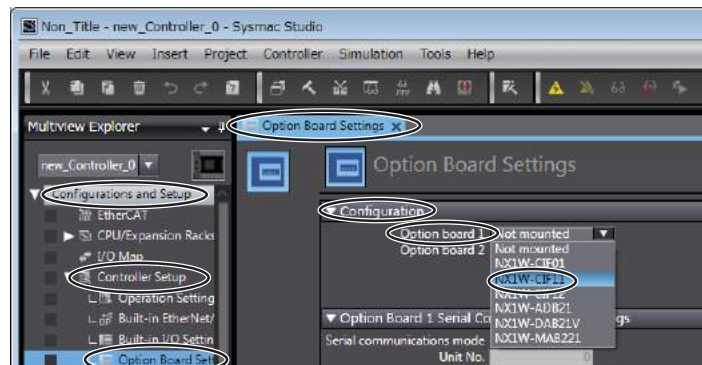 Non_Title - new_Controller_0 - Sysmac Studio
File Edit View Insert Project Controller Simulation Tools Help
Multiview Explorer
Option Board Settings
new_Controller_0
Option Board Settings
Configurations and Setup
EtherCAT
CPU/Expansion Racks
I/O Map
Controller Setup
Operation Setting
Built-in EtherNet/
Built-in I/O Settin
Option Board Sett
Configuration
Option board 1 Not mounted
Option board 2 Not mounted
NX1W-CIF01
NX1W-CIF11
NX1W-CIF12
NX1W-ADB21
NX1W-DAB21V
NX1W-MAB221
Option Board 1 Serial Co gs
Serial communications mode
Unit No. 0